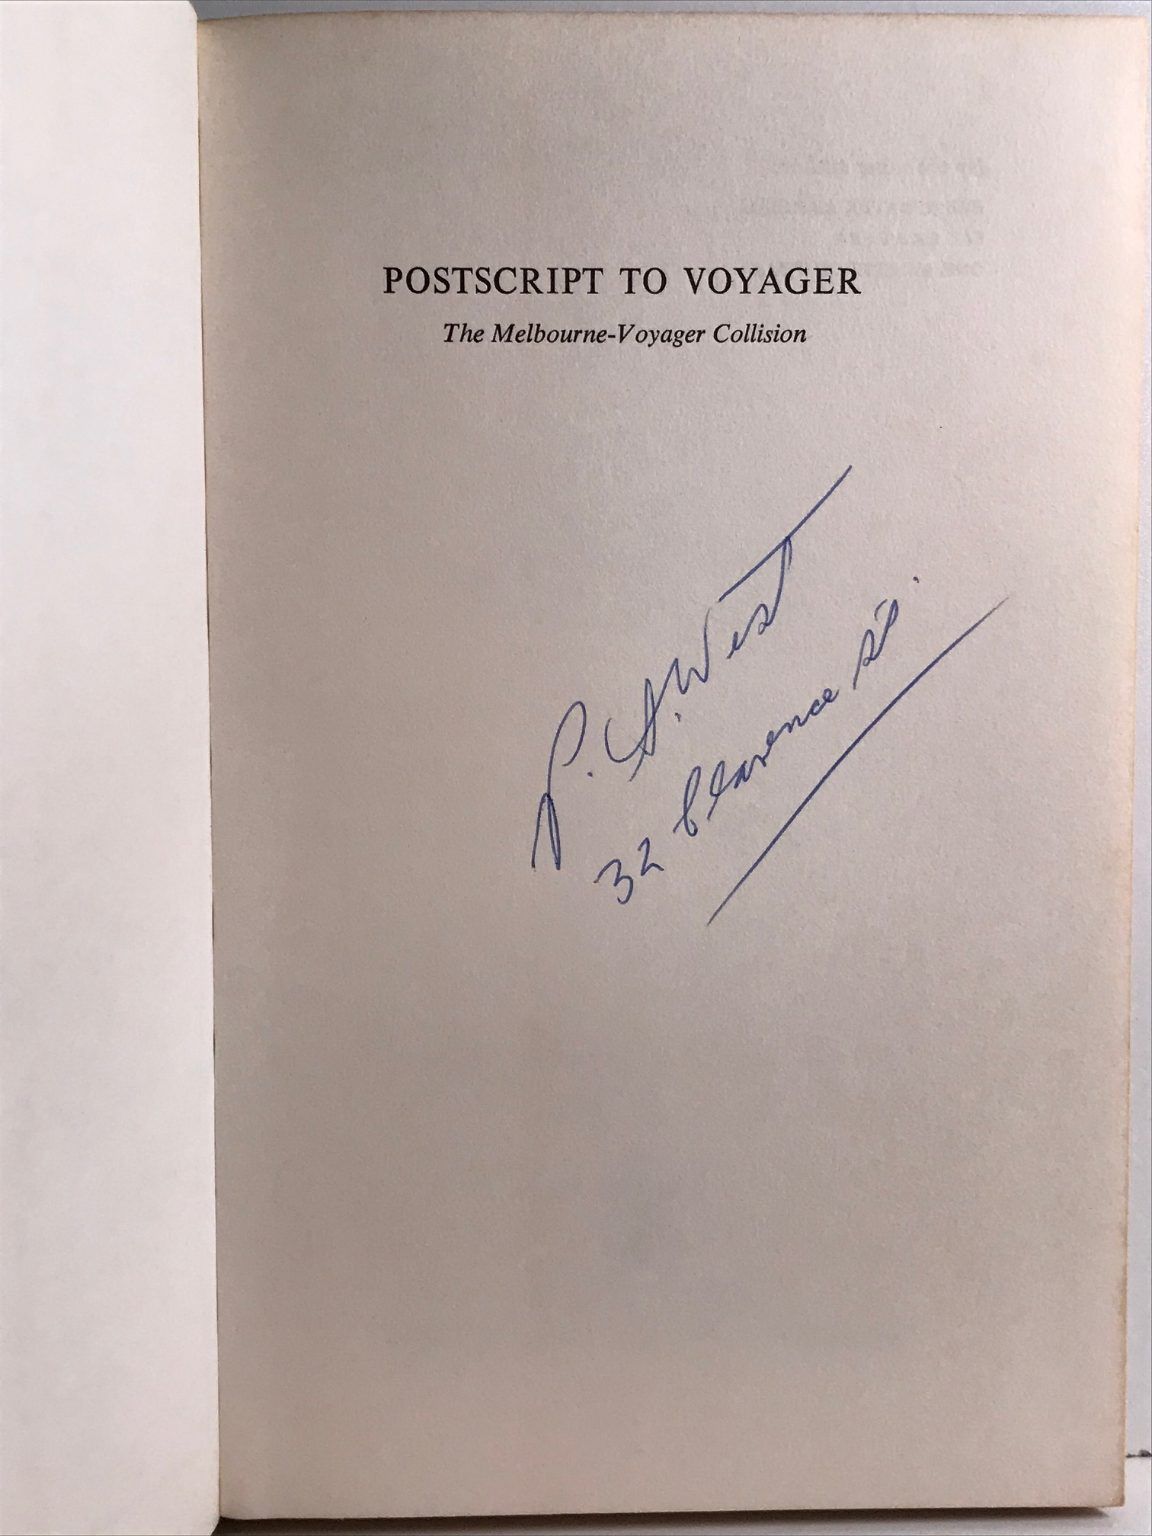 POSTSCRIPT TO VOYAGER
The Melbourne-Voyager Collision
P. A. West
32 Clarence St.